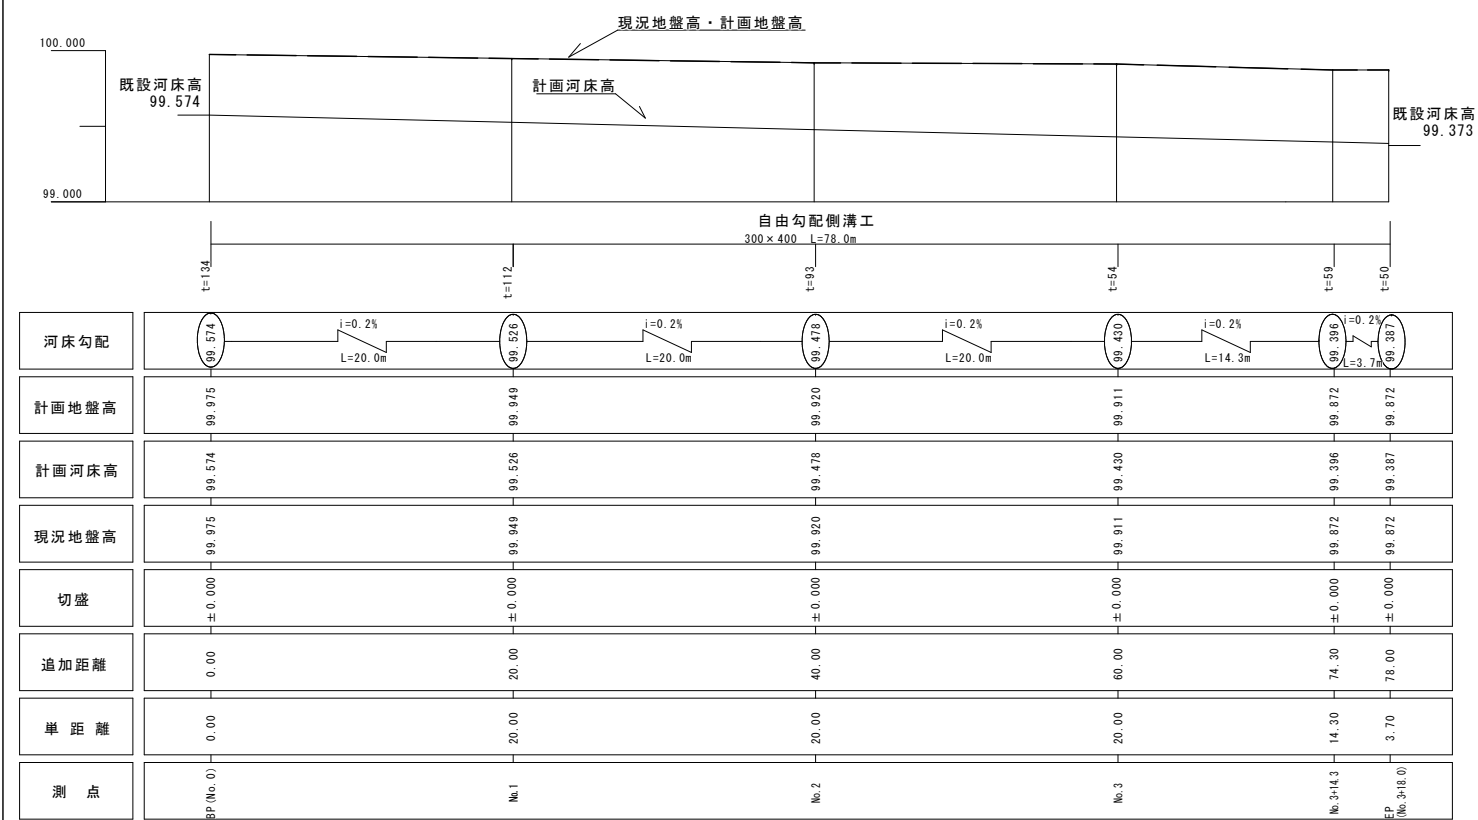 現況地盤高・計画地盤高
100.000
既設河床高
99.574
計画河床高
既設河床高
99.373
99.000
自由勾配側溝工
300×400 L=78.0m
t=134
t=112
t=93
t=54
t=59
t=50
河床勾配
99.574
i=0.2%
L=20.0m
99.526
i=0.2%
L=20.0m
99.478
i=0.2%
L=20.0m
99.430
i=0.2%
L=14.3m
99.396
i=0.2%
L=3.7m
99.387
計画地盤高 99.975 99.949 99.920 99.911 99.872 99.872
計画河床高 99.574 99.526 99.478 99.430 99.396 99.387
現況地盤高 99.975 99.949 99.920 99.911 99.872 99.872
切盛 ±0.000 ±0.000 ±0.000 ±0.000 ±0.000 ±0.000
追加距離 0.00 20.00 40.00 60.00 74.30 78.00
単距離 0.00 20.00 20.00 20.00 14.30 3.70
測点 BP(No.0) No.1 No.2 No.3 No.3+14.3 EP
(No.3+18.0)